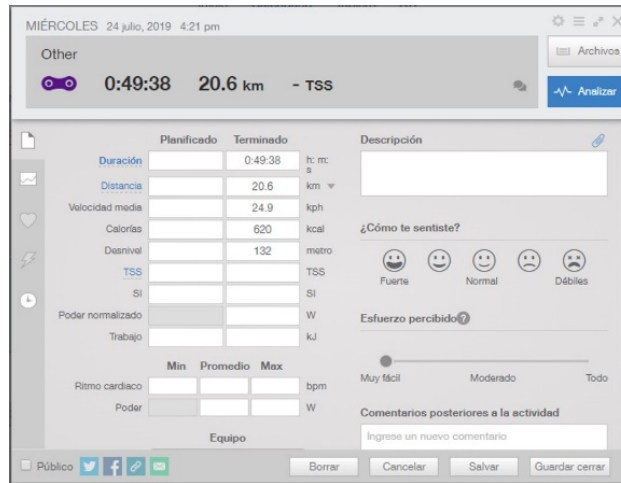 MIÉRCOLES 24 julio, 2019 4:21 pm
Other
0:49:38 20.6 km - TSS
Archivos
Analizar
Planificado Terminado
Duración 0:49:38 h: m: s
Distancia 20.6 km
Velocidad media 24.9 kph
Calorías 620 kcal
Desnivel 132 metro
TSS TSS
SI SI
Poder normalizado W
Trabajo kJ
Min Promedio Max
Ritmo cardiaco bpm
Poder W
Equipo
Descripción
¿Cómo te sentiste?
Fuerte Normal Débiles
Esfuerzo percibido?
Muy fácil Moderado Todo
Comentarios posteriores a la actividad
Ingrese un nuevo comentario
Público Borrar Cancelar Salvar Guardar cerrar